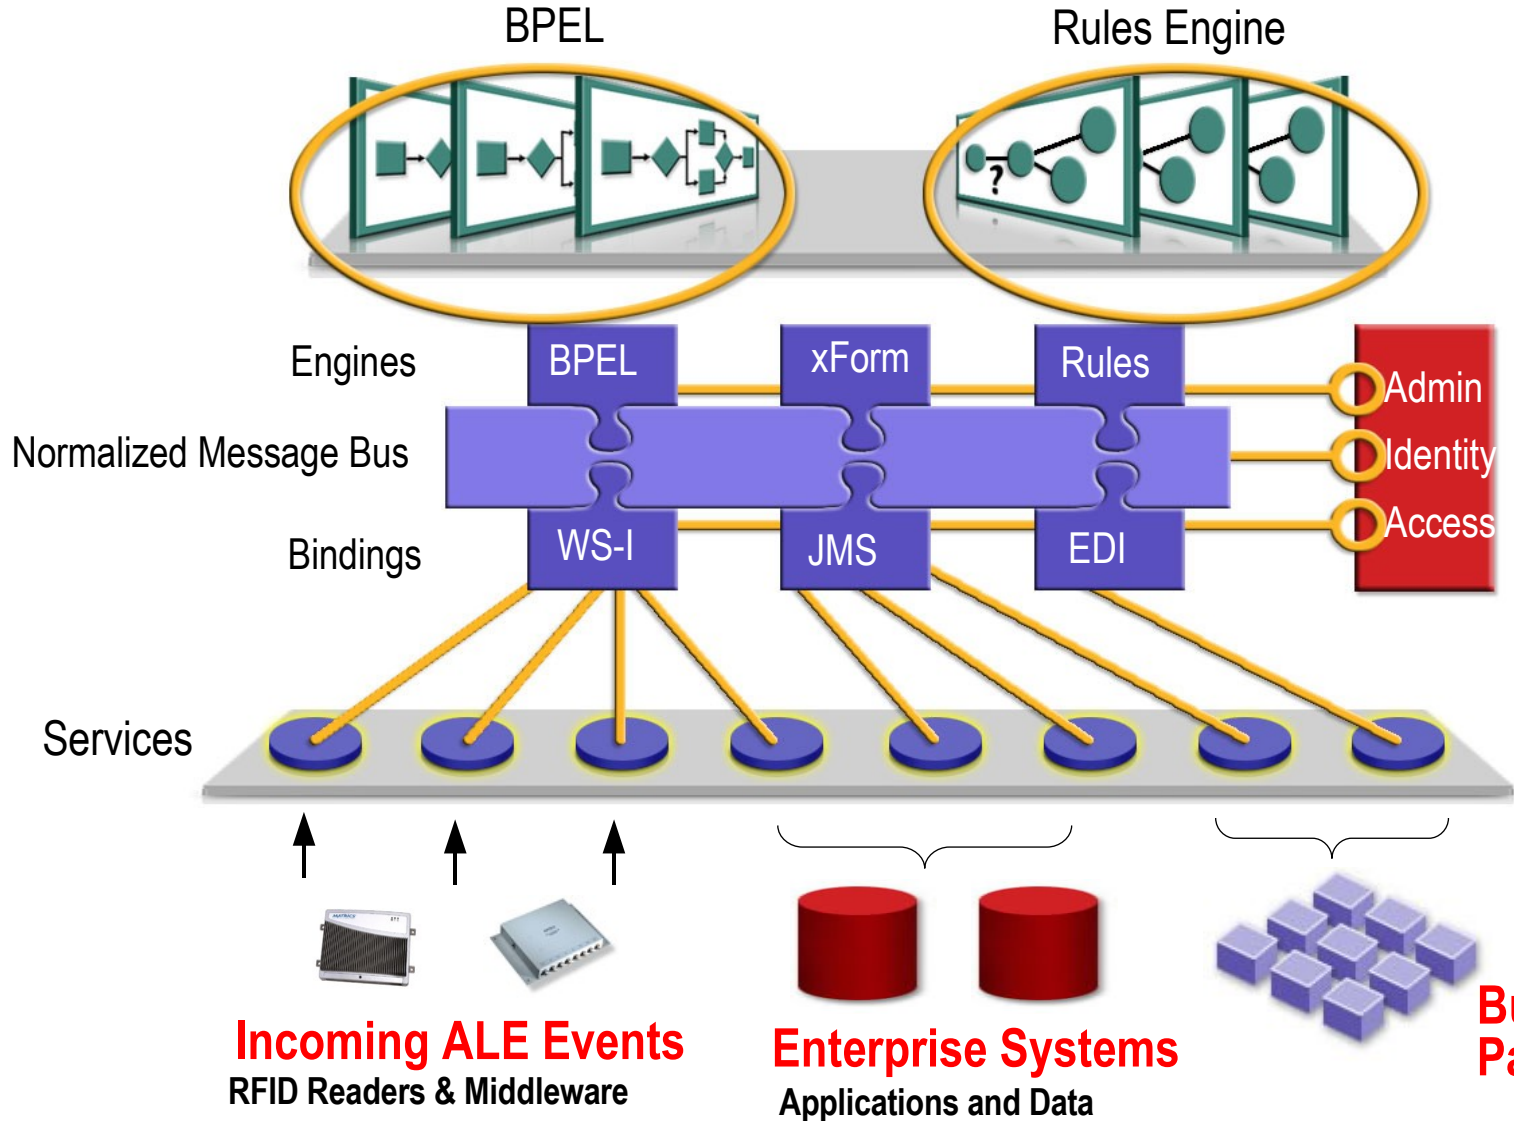 BPEL
Rules Engine
?
Engines
BPEL
xForm
Rules
Admin
Normalized Message Bus
Identity
Bindings
WS-I
JMS
EDI
Access
Services
Incoming ALE Events
RFID Readers & Middleware
Enterprise Systems
Applications and Data